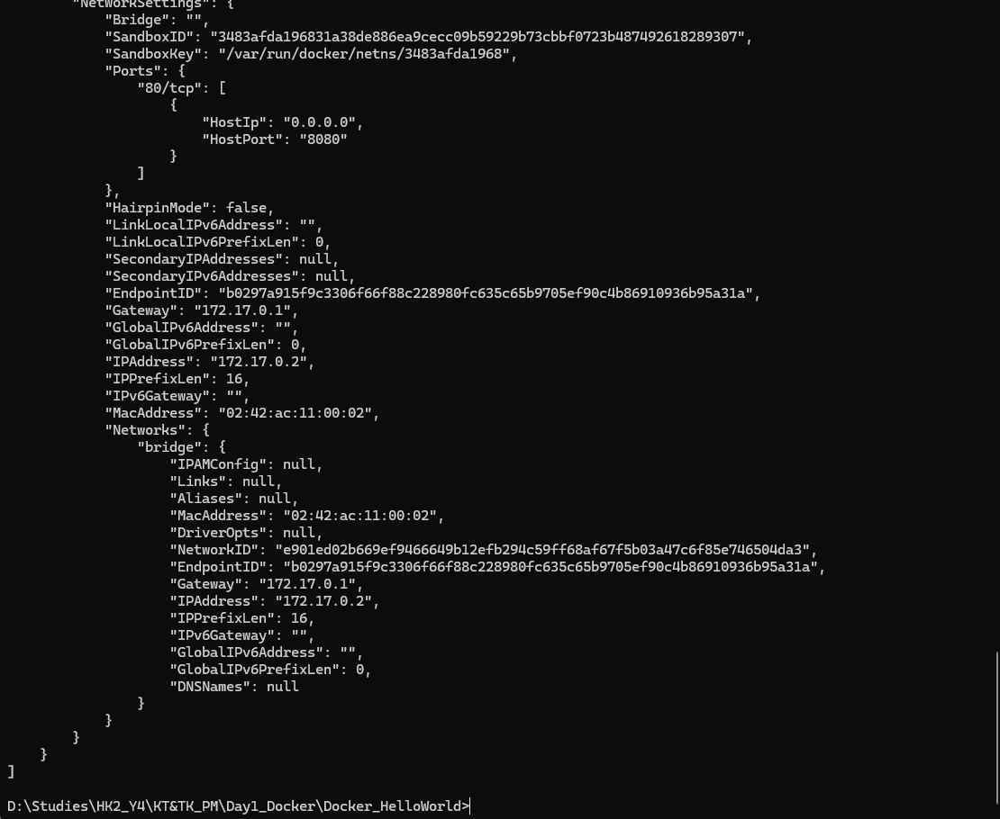 "NetworkSettings": {
            "Bridge": "",
            "SandboxID": "3483afda196831a38de886ea9cecc09b59229b73cbbf0723b487492618289307",
            "SandboxKey": "/var/run/docker/netns/3483afda1968",
            "Ports": {
                "80/tcp": [
                    {
                        "HostIp": "0.0.0.0",
                        "HostPort": "8080"
                    }
                ]
            },
            "HairpinMode": false,
            "LinkLocalIPv6Address": "",
            "LinkLocalIPv6PrefixLen": 0,
            "SecondaryIPAddresses": null,
            "SecondaryIPv6Addresses": null,
            "EndpointID": "b0297a915f9c3306f66f88c228980fc635c65b9705ef90c4b86910936b95a31a",
            "Gateway": "172.17.0.1",
            "GlobalIPv6Address": "",
            "GlobalIPv6PrefixLen": 0,
            "IPAddress": "172.17.0.2",
            "IPPrefixLen": 16,
            "IPv6Gateway": "",
            "MacAddress": "02:42:ac:11:00:02",
            "Networks": {
                "bridge": {
                    "IPAMConfig": null,
                    "Links": null,
                    "Aliases": null,
                    "MacAddress": "02:42:ac:11:00:02",
                    "DriverOpts": null,
                    "NetworkID": "e901ed02b669ef9466649b12efb294c59ff68af67f5b03a47c6f85e746504da3",
                    "EndpointID": "b0297a915f9c3306f66f88c228980fc635c65b9705ef90c4b86910936b95a31a",
                    "Gateway": "172.17.0.1",
                    "IPAddress": "172.17.0.2",
                    "IPPrefixLen": 16,
                    "IPv6Gateway": "",
                    "GlobalIPv6Address": "",
                    "GlobalIPv6PrefixLen": 0,
                    "DNSNames": null
                }
            }
        }
    }
]
D:\Studies\HK2_Y4\KT&TK_PM\Day1_Docker\Docker_HelloWorld>